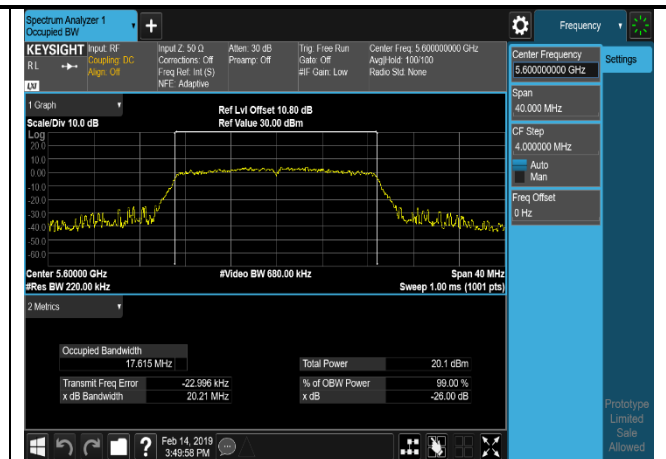 Spectrum Analyzer 1
Occupied BW
+
Frequency
KEYSIGHT
RL
Input: RF
Coupling: DC
Align: Off
Input Z: 50 Ω
Corrections: Off
Freq Ref: Int (S)
NFE: Adaptive
Atten: 30 dB
Preamp: Off
Trig: Free Run
Gate: Off
#IF Gain: Low
Center Freq: 5.600000000 GHz
Avg|Hold: 100/100
Radio Std: None
LXI
Center Frequency
5.600000000 GHz
Settings
Span
40.000 MHz
CF Step
4.000000 MHz
Auto
Man
Freq Offset
0 Hz
1 Graph
Scale/Div 10.0 dB
Ref Lvl Offset 10.80 dB
Ref Value 30.00 dBm
Log
20.0
10.0
0.00
-10.0
-20.0
-30.0
-40.0
-50.0
-60.0
Center 5.60000 GHz
#Video BW 680.00 kHz
Span 40 MHz
#Res BW 220.00 kHz
Sweep 1.00 ms (1001 pts)
2 Metrics
Occupied Bandwidth
17.615 MHz
Total Power
20.1 dBm
Transmit Freq Error
-22.996 kHz
% of OBW Power
99.00 %
x dB Bandwidth
20.21 MHz
x dB
-26.00 dB
Prototype
Limited
Sale
Allowed
?
Feb 14, 2019
3:49:58 PM